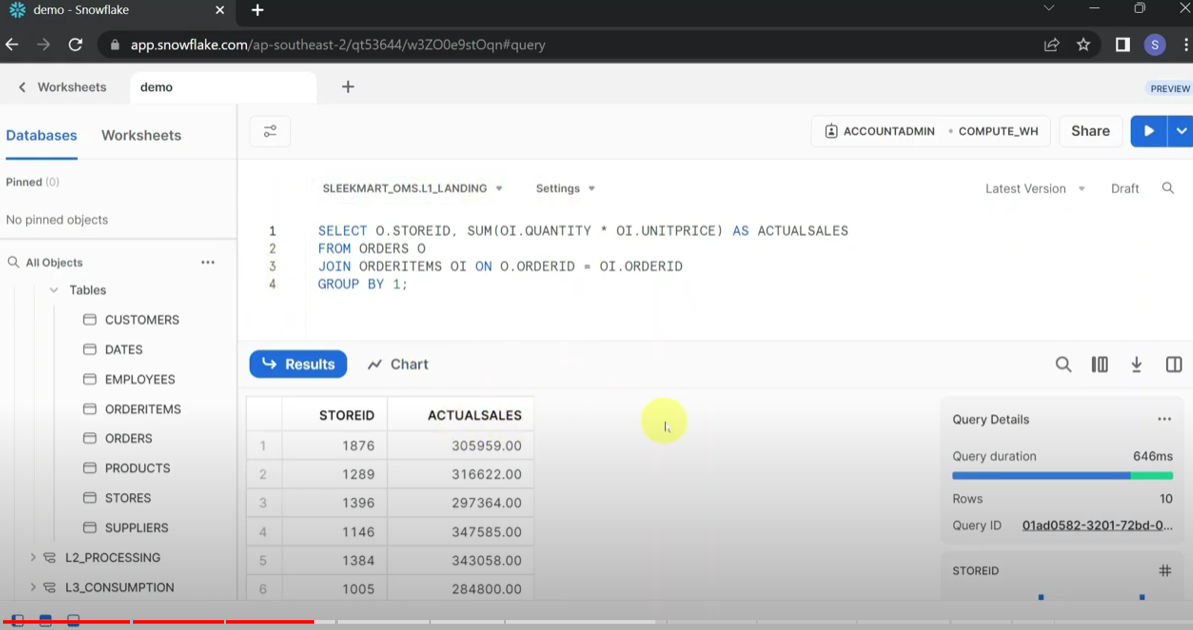 demo - Snowflake
app.snowflake.com/ap-southeast-2/qt53644/w3ZO0e9stOqn#query
S
Worksheets
demo
PREVIEW
Databases
Worksheets
ACCOUNTADMIN
COMPUTE_WH
Share
Pinned (0)
No pinned objects
SLEEKMART_OMS.L1_LANDING
Settings
Latest Version
Draft
1 SELECT O.STOREID, SUM(OI.QUANTITY * OI.UNITPRICE) AS ACTUALSALES
2 FROM ORDERS O
3 JOIN ORDERITEMS OI ON O.ORDERID = OI.ORDERID
4 GROUP BY 1;
All Objects
Tables
CUSTOMERS
DATES
EMPLOYEES
ORDERITEMS
ORDERS
PRODUCTS
STORES
SUPPLIERS
L2_PROCESSING
L3_CONSUMPTION
Results
Chart
STOREID ACTUALSALES
1 1876 305959.00
2 1289 316622.00
3 1396 297364.00
4 1146 347585.00
5 1384 343058.00
6 1005 284800.00
Query Details
Query duration 646ms
Rows 10
Query ID 01ad0582-3201-72bd-0...
STOREID #